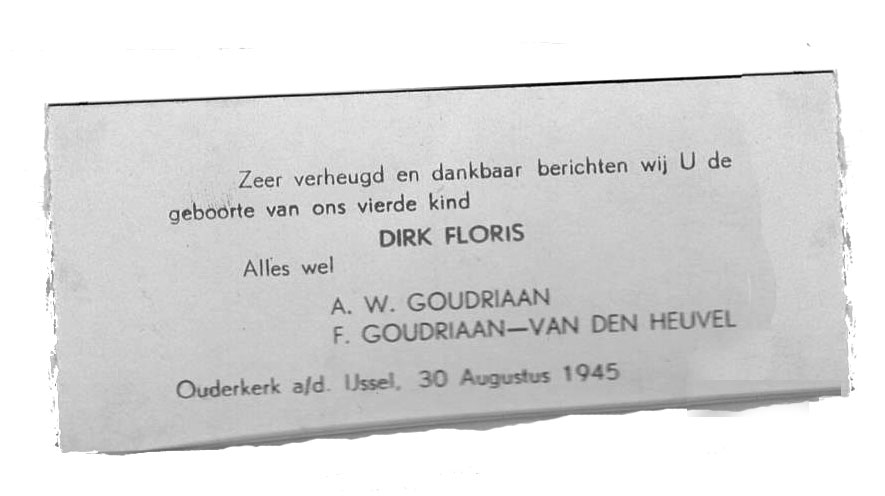 Zeer verheugd en dankbaar berichten wij U de
geboorte van ons vierde kind
DIRK FLORIS
Alles wel
A. W. GOUDRIAAN
F. GOUDRIAAN—VAN DEN HEUVEL
Ouderkerk a/d. IJssel, 30 Augustus 1945